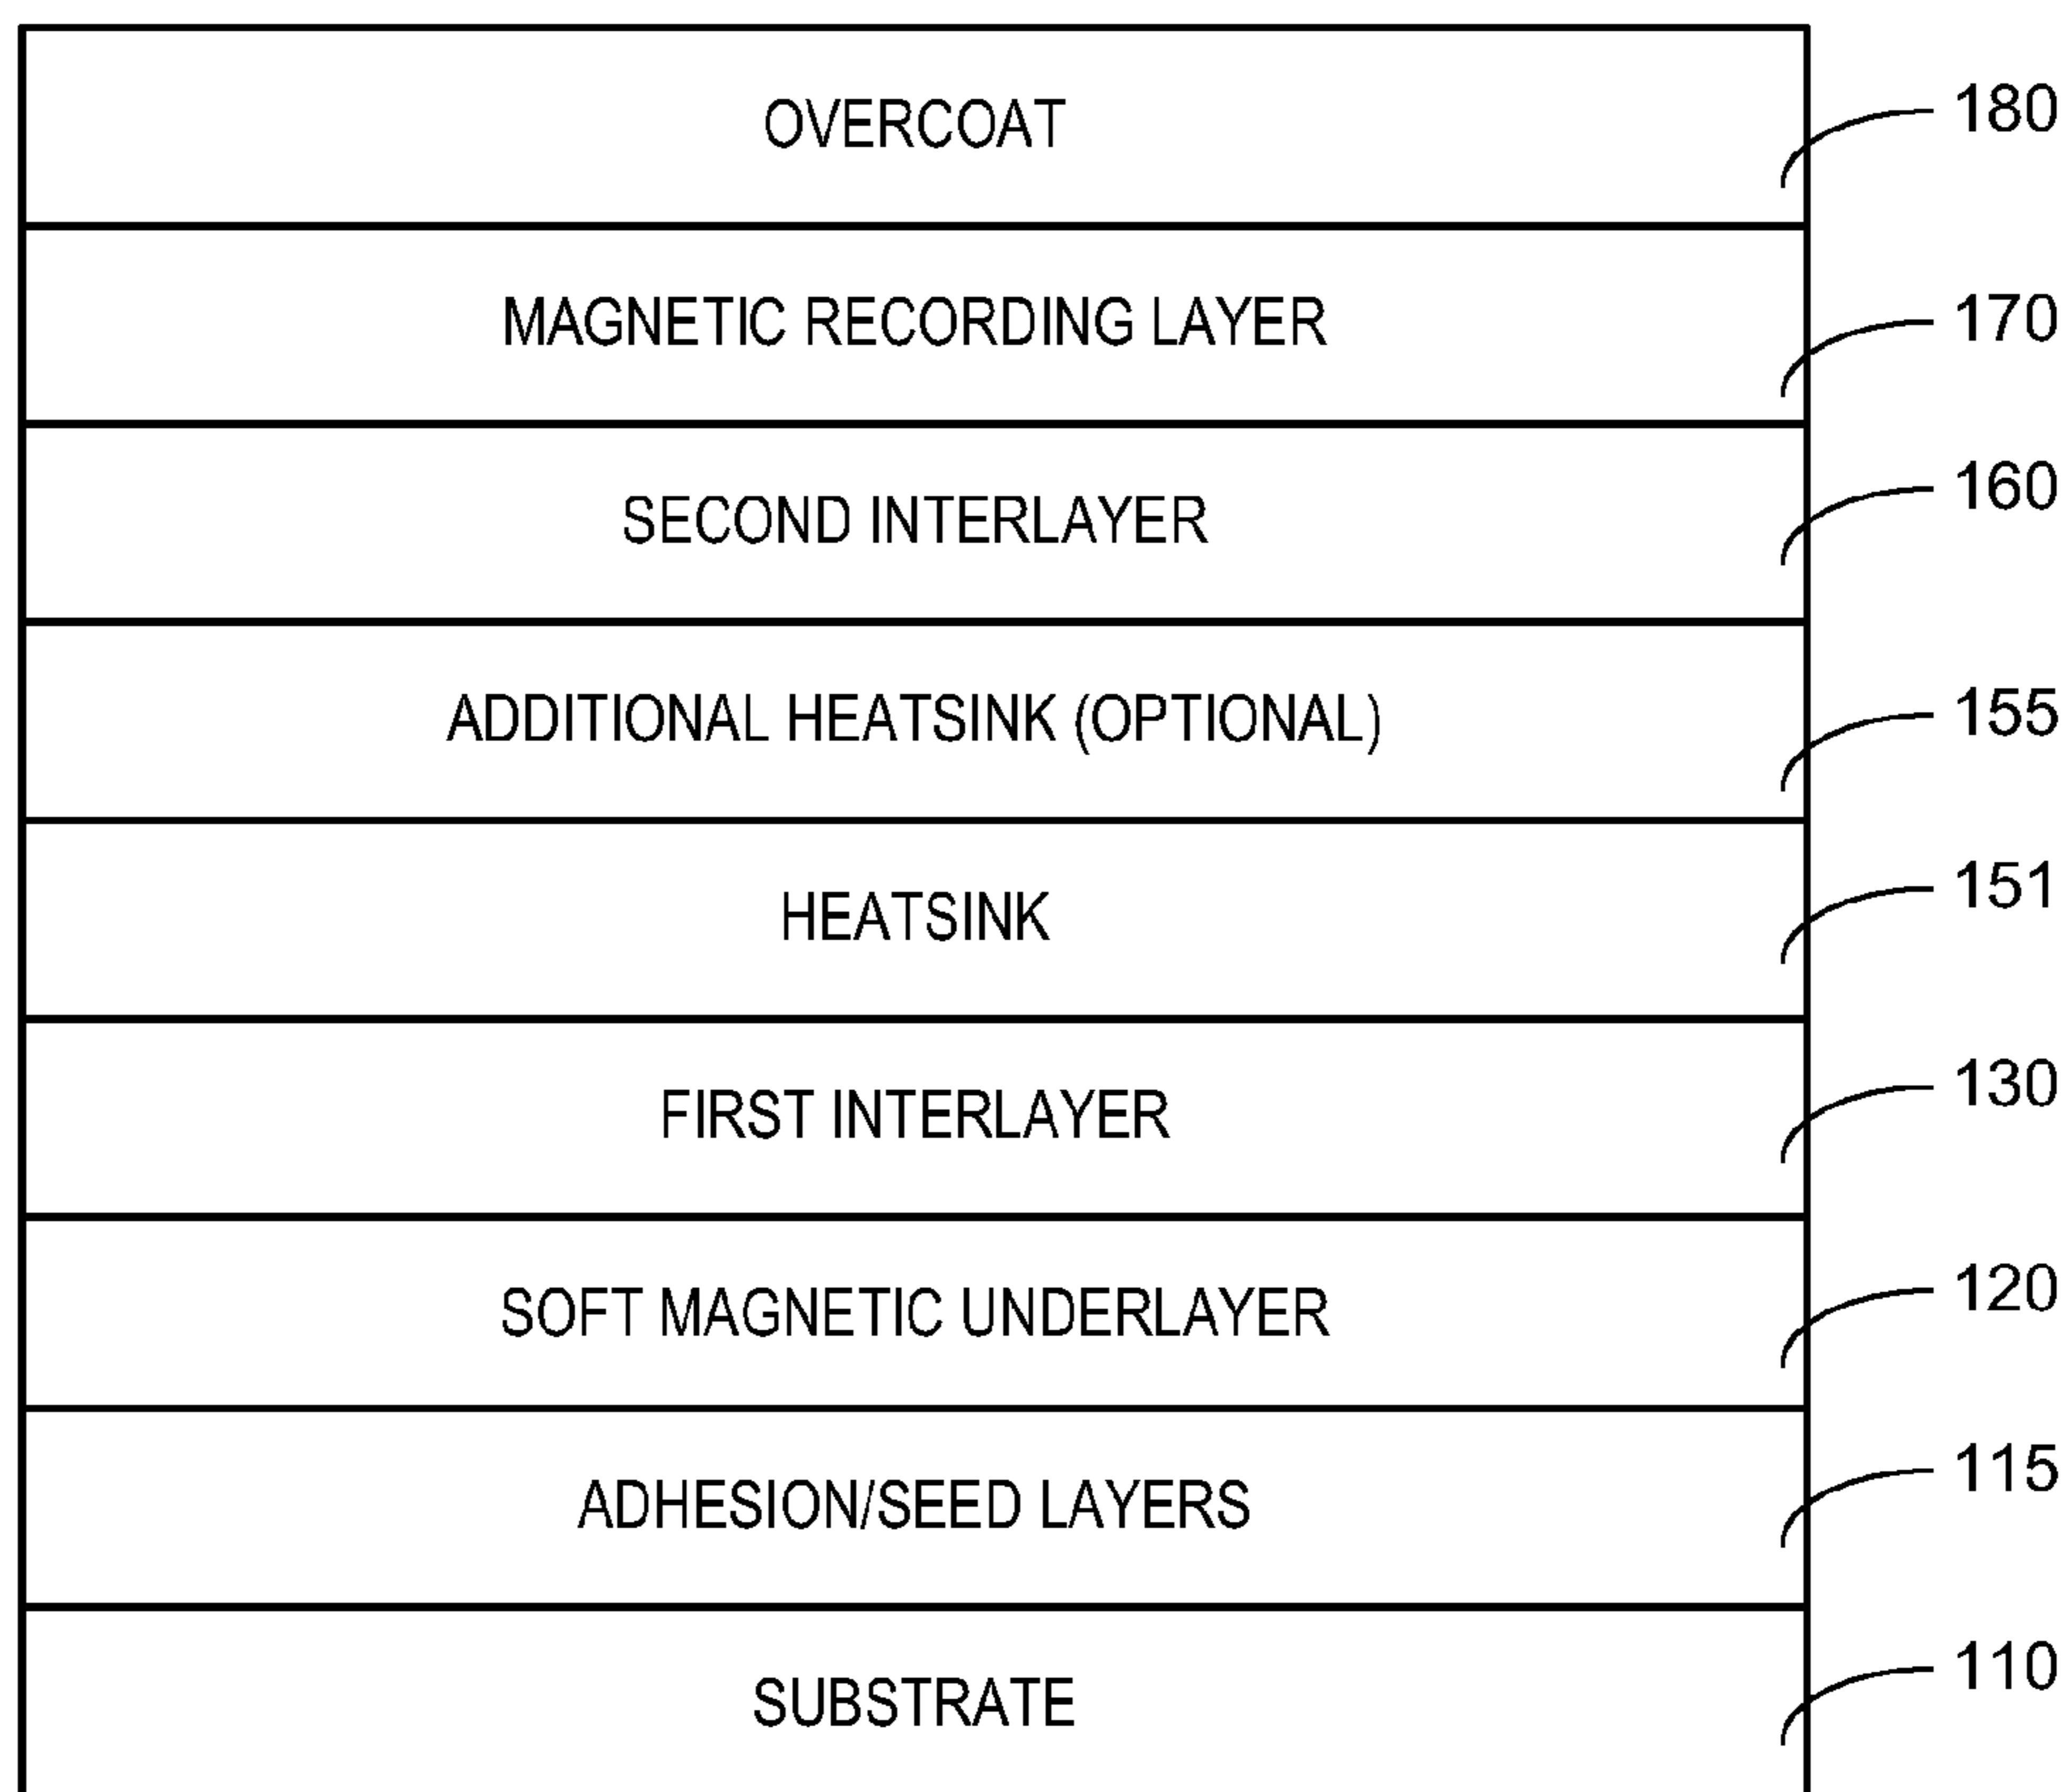 OVERCOAT 180
MAGNETIC RECORDING LAYER 170
SECOND INTERLAYER 160
ADDITIONAL HEATSINK (OPTIONAL) 155
HEATSINK 151
FIRST INTERLAYER 130
SOFT MAGNETIC UNDERLAYER 120
ADHESION/SEED LAYERS 115
SUBSTRATE 110